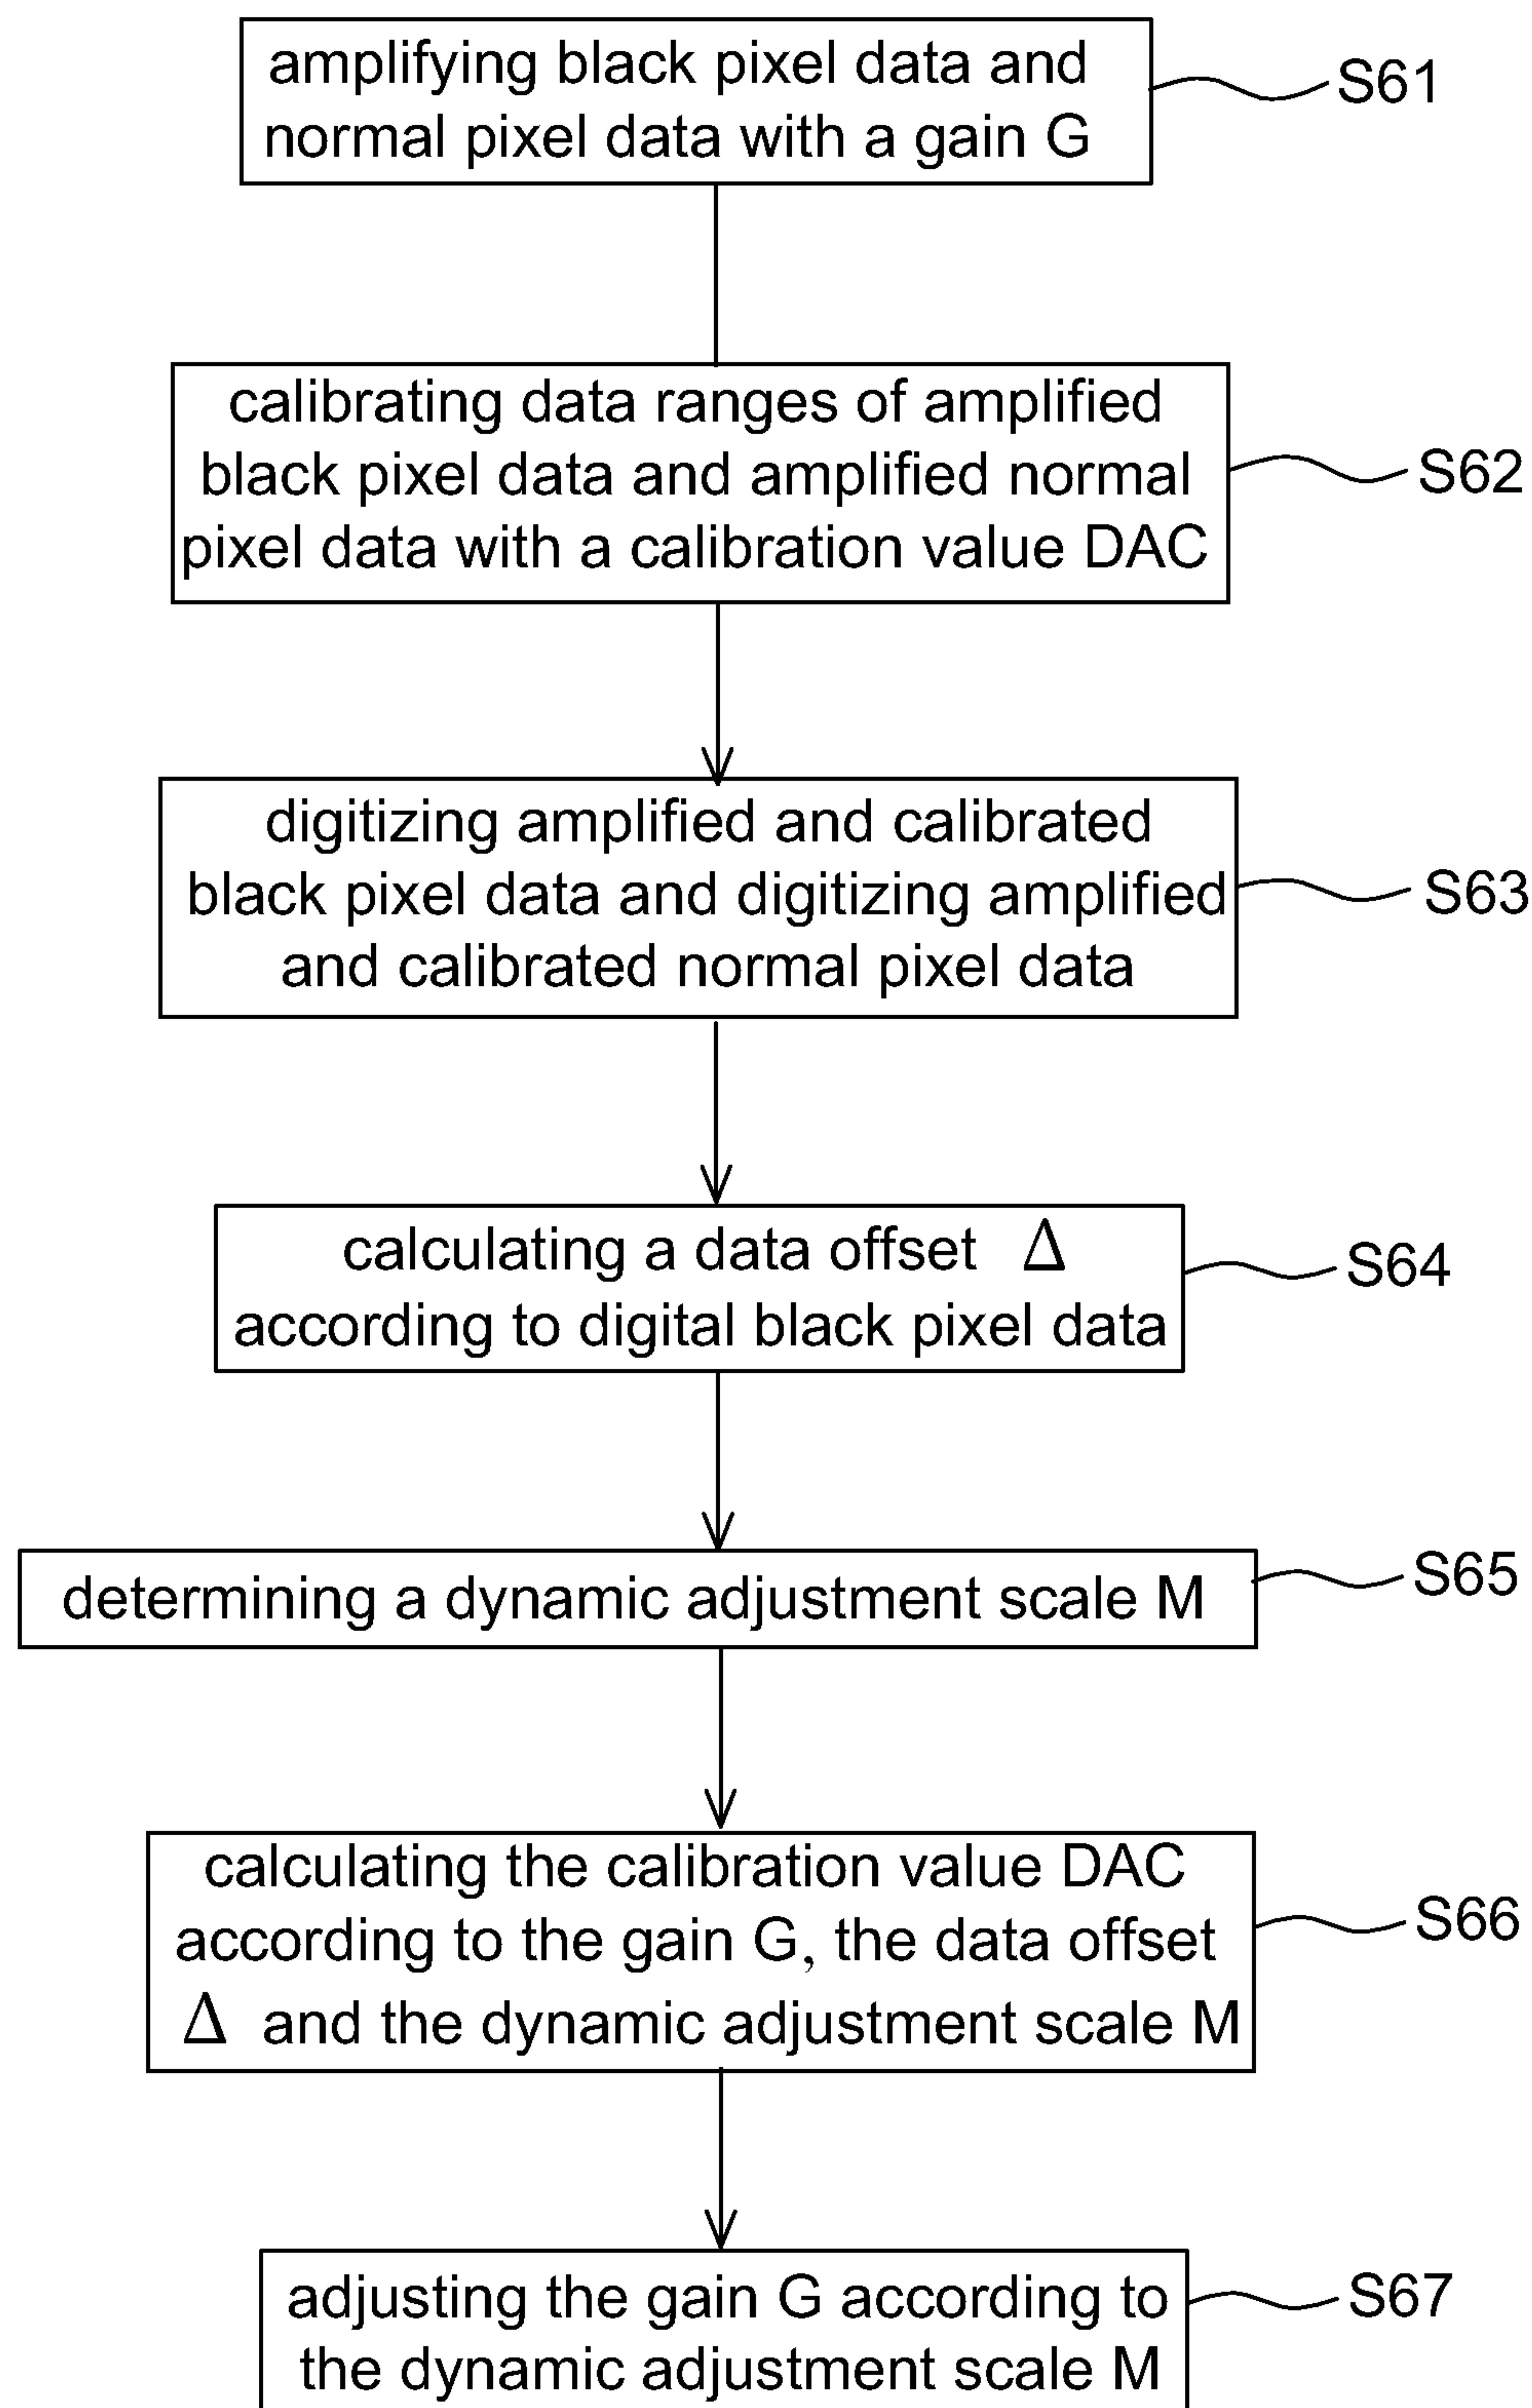 amplifying black pixel data and
normal pixel data with a gain G
S61
calibrating data ranges of amplified
black pixel data and amplified normal
pixel data with a calibration value DAC
S62
digitizing amplified and calibrated
black pixel data and digitizing amplified
and calibrated normal pixel data
S63
calculating a data offset Δ
according to digital black pixel data
S64
determining a dynamic adjustment scale M
S65
calculating the calibration value DAC
according to the gain G, the data offset
Δ and the dynamic adjustment scale M
S66
adjusting the gain G according to
the dynamic adjustment scale M
S67